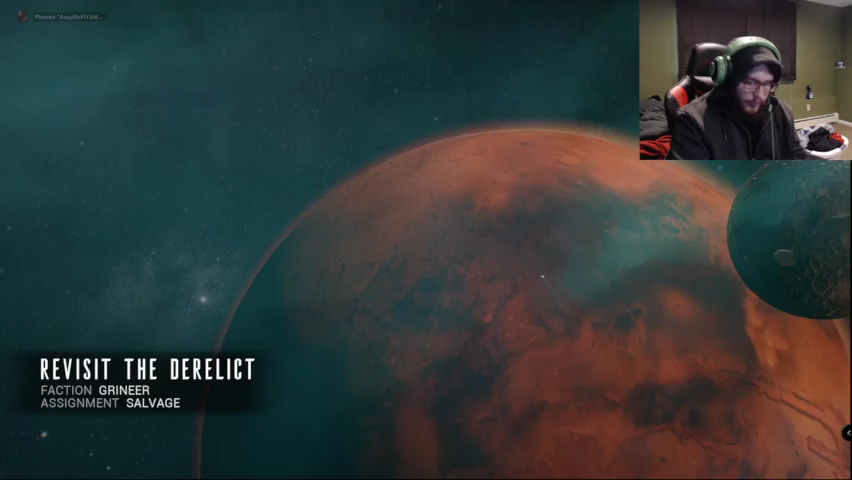 REVISIT THE DERELICT
FACTION GRINEER
ASSIGNMENT SALVAGE